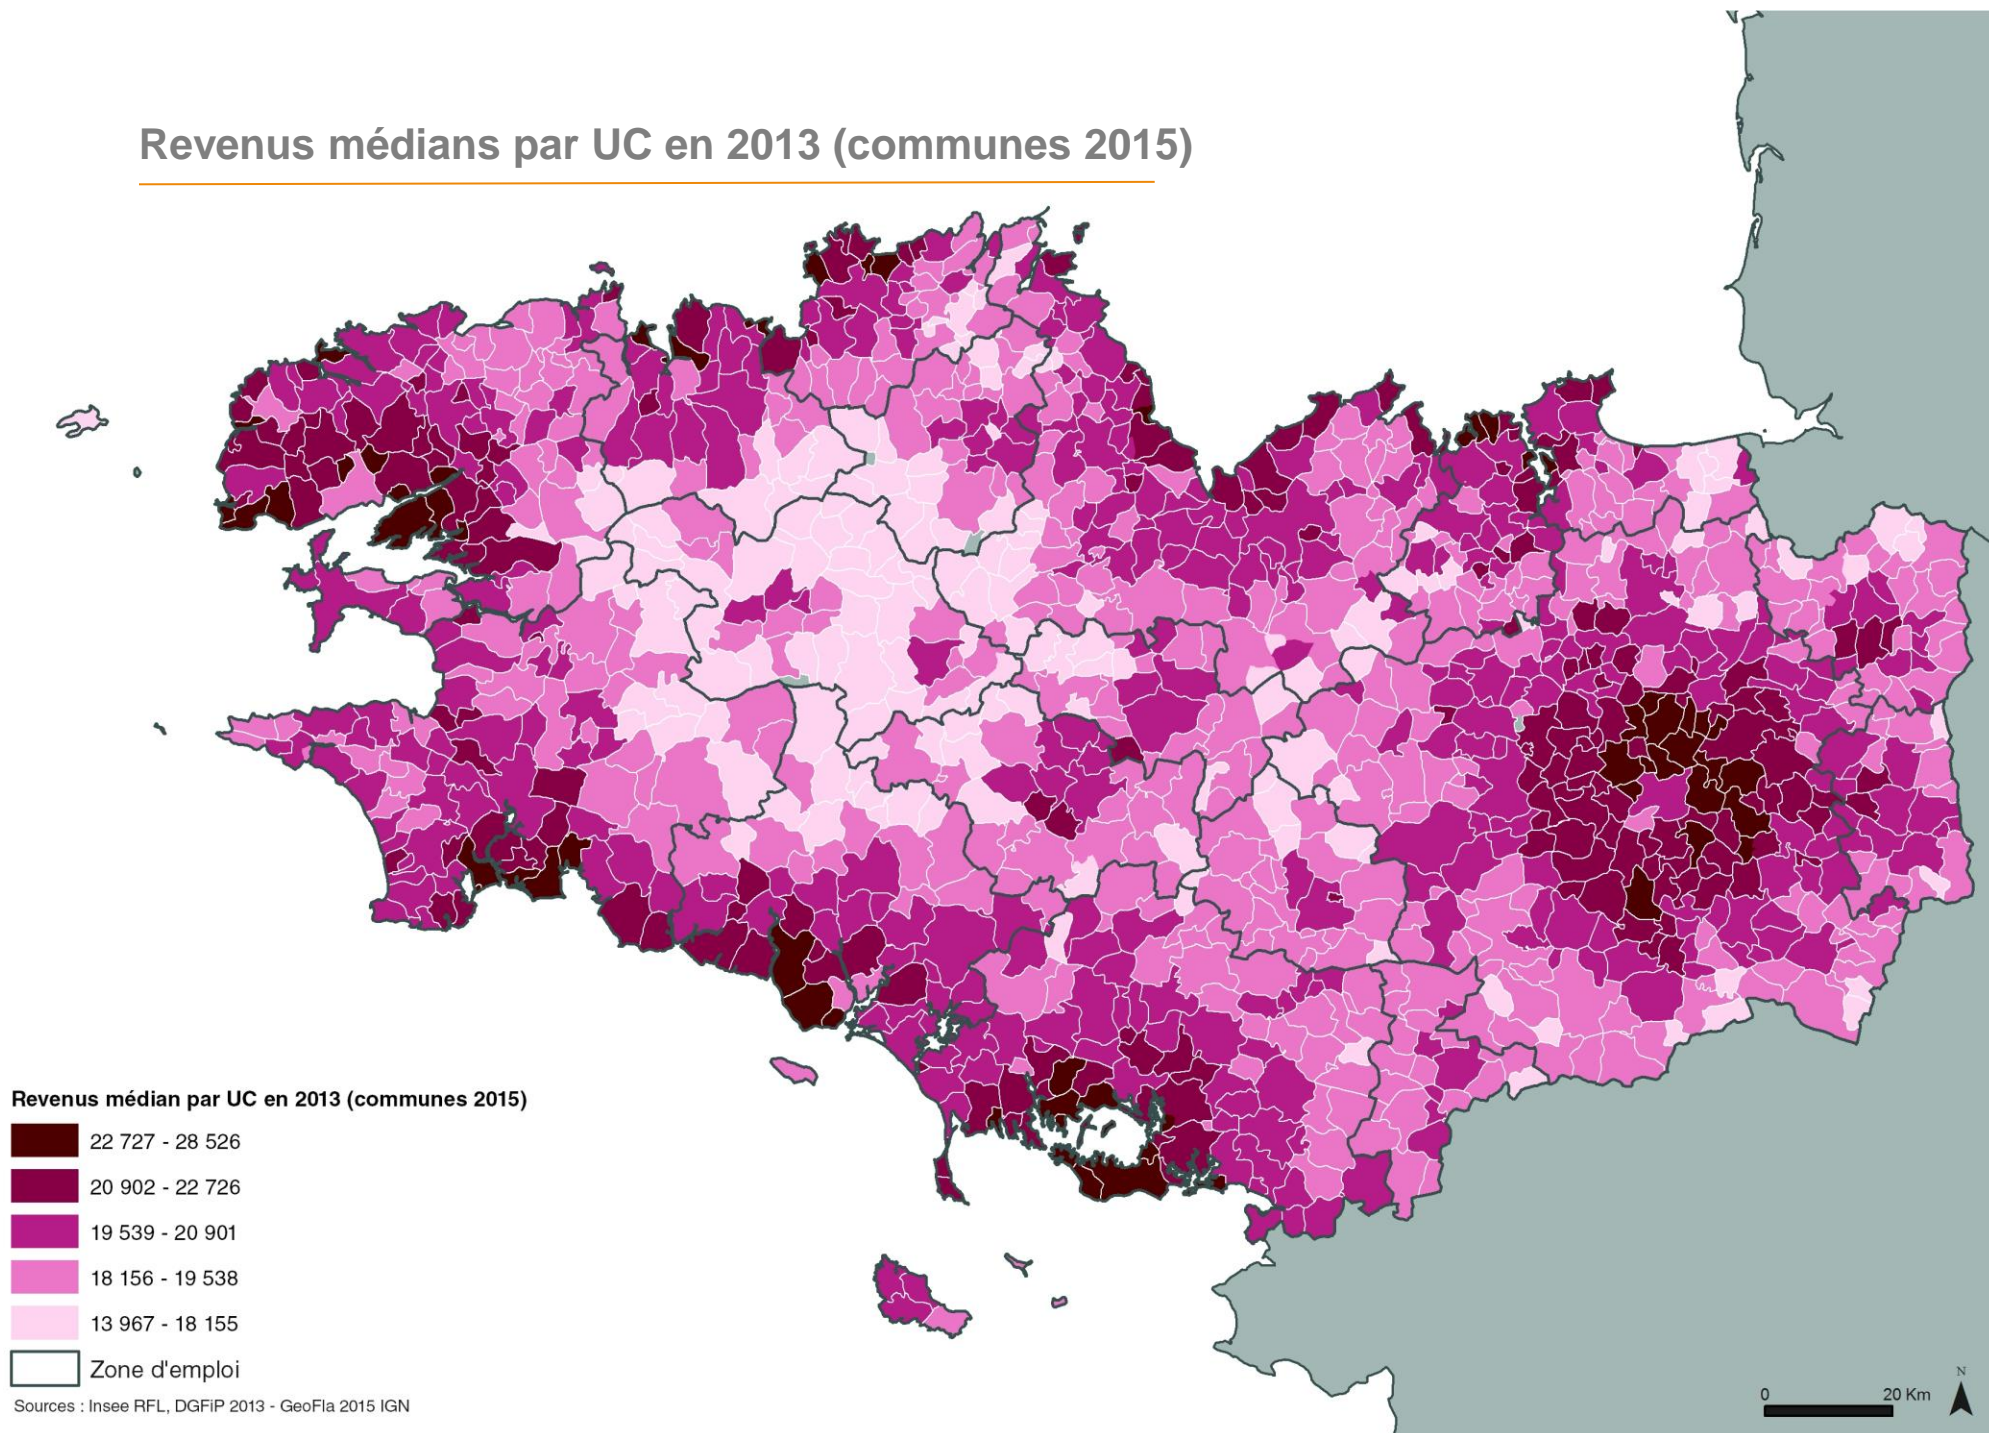 Revenus médians par UC en 2013 (communes 2015)
Revenus médian par UC en 2013 (communes 2015)
22 727 - 28 526
20 902 - 22 726
19 539 - 20 901
18 156 - 19 538
13 967 - 18 155
Zone d'emploi
Sources : Insee RFL, DGFiP 2013 - GeoFla 2015 IGN
0 20 Km
N